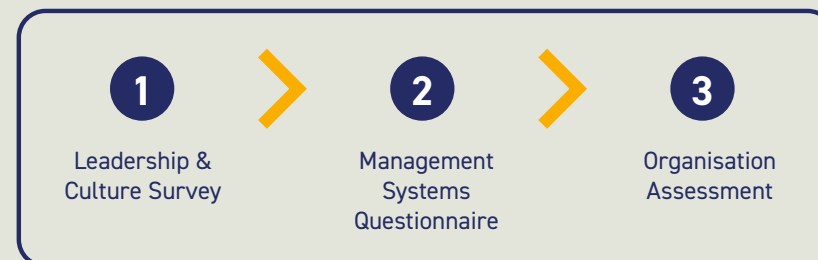 1
Leadership &
Culture Survey
2
Management
Systems
Questionnaire
3
Organisation
Assessment